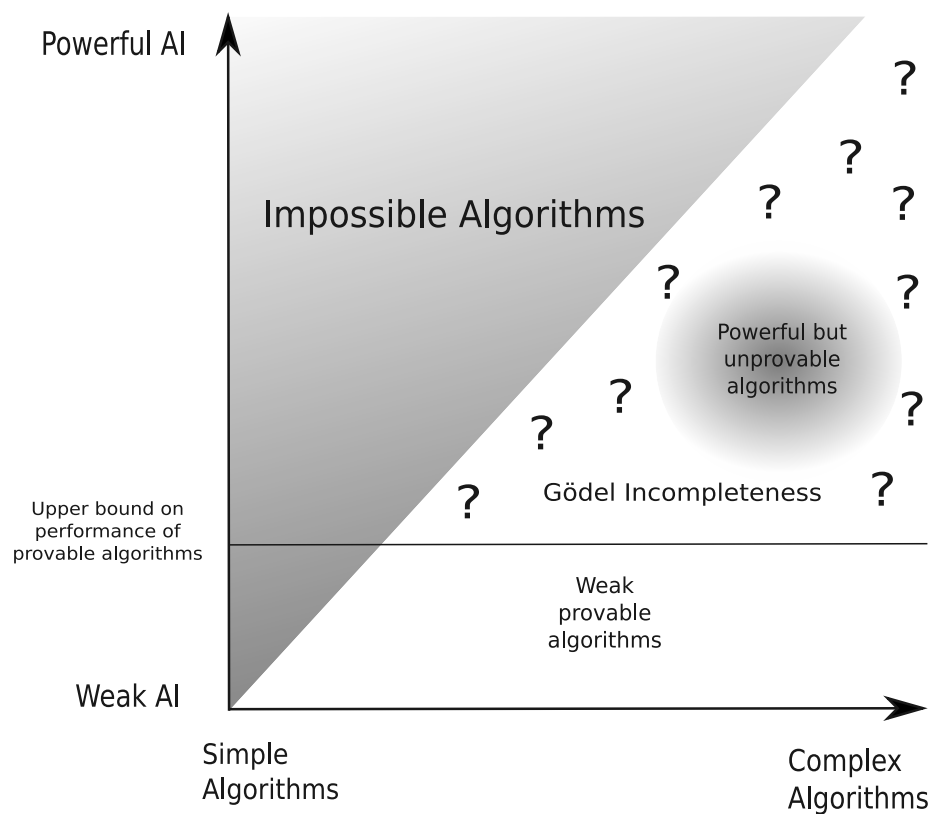 Powerful AI
?
?
Impossible Algorithms
?
?
?
?
Powerful but
unprovable
algorithms
?
?
?
?
?
Gödel Incompleteness
Upper bound on
performance of
provable algorithms
Weak
provable
algorithms
Weak AI
Simple
Algorithms
Complex
Algorithms